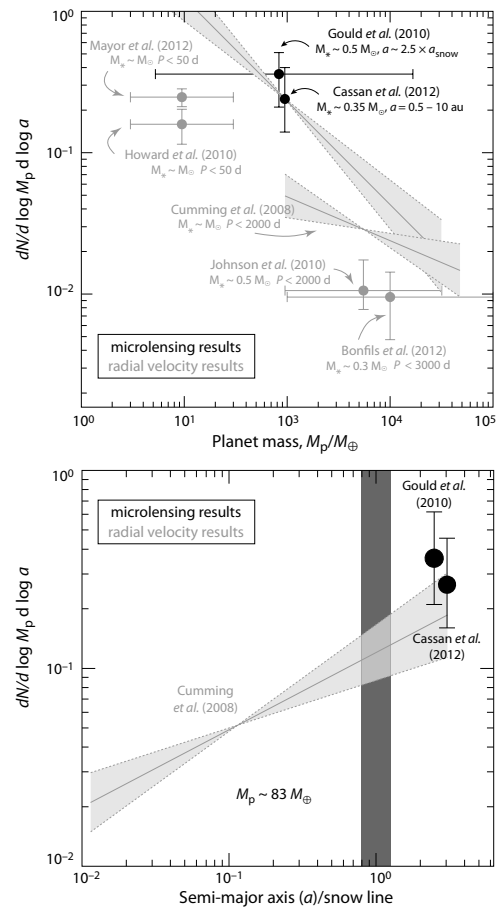 10⁰
Mayor et al. (2012)
M* ~ M⊙ P < 50 d
Gould et al. (2010)
M* ~ 0.5 M⊙, a ~ 2.5 × a_snow
Cassan et al. (2012)
M* ~ 0.35 M⊙, a = 0.5 – 10 au
10⁻¹
Howard et al. (2010)
M* ~ M⊙ P < 50 d
dN/d log Mp d log a
Cumming et al. (2008)
M* ~ M⊙ P < 2000 d
Johnson et al. (2010)
M* ~ 0.5 M⊙ P < 2000 d
10⁻²
microlensing results
radial velocity results
Bonfils et al. (2012)
M* ~ 0.3 M⊙ P < 3000 d
10⁰ 10¹ 10² 10³ 10⁴ 10⁵
Planet mass, Mp/M⊕
10⁰
microlensing results
radial velocity results
Gould et al.
(2010)
dN/d log Mp d log a
Cassan et al.
(2012)
10⁻¹
Cumming
et al. (2008)
Mp ~ 83 M⊕
10⁻²
10⁻¹ 10⁰
10⁻²
Semi-major axis (a)/snow line